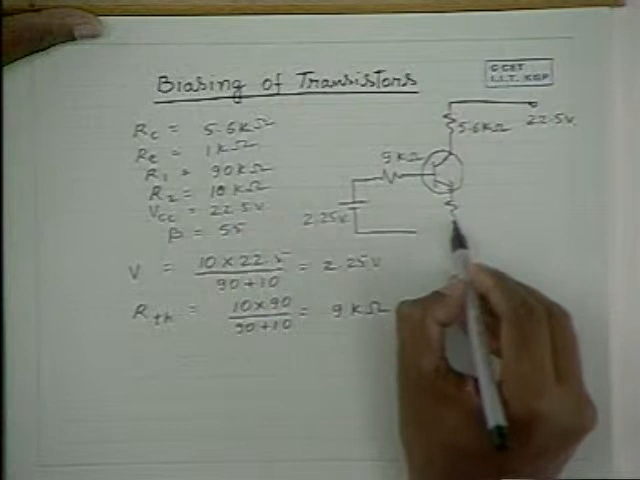 Biasing of Transistors
C CET
I.I.T. KGP
Rc = 5.6KΩ
Re = 1KΩ
R1 = 90KΩ
R2 = 10KΩ
Vcc = 22.5V
β = 55
5.6KΩ
22.5V.
9KΩ
2.25V
V = 10 × 22.5 / 90 + 10 = 2.25V
Rth = 10 × 90 / 90 + 10 = 9KΩ